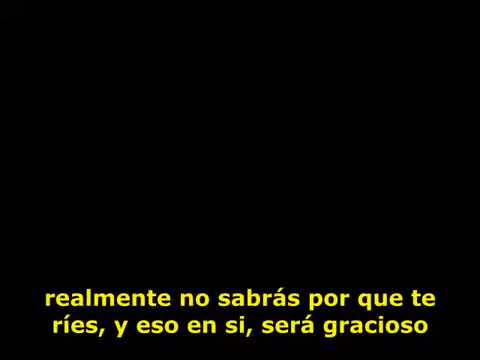 realmente no sabrás por que te
ríes, y eso en si, será gracioso